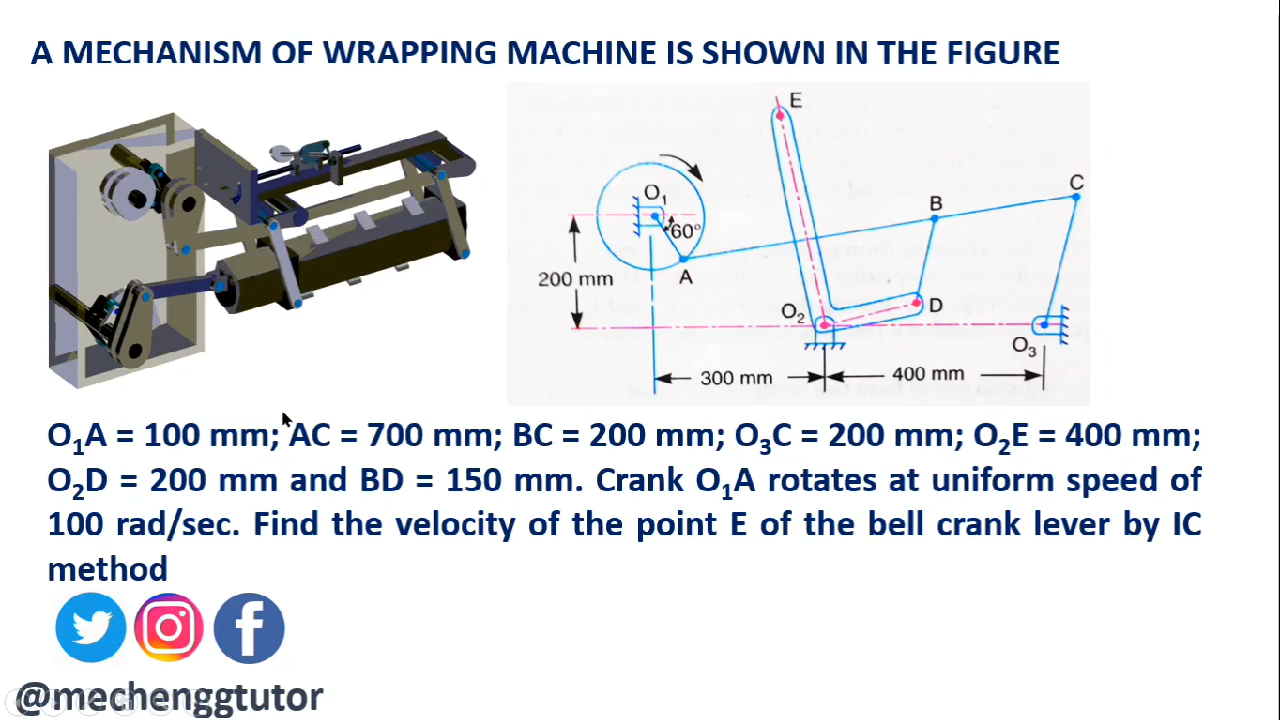 A MECHANISM OF WRAPPING MACHINE IS SHOWN IN THE FIGURE
E
C
O₁
B
60°
A
200 mm
D
O₂
O₃
300 mm
400 mm
O₁A = 100 mm; AC = 700 mm; BC = 200 mm; O₃C = 200 mm; O₂E = 400 mm;
O₂D = 200 mm and BD = 150 mm. Crank O₁A rotates at uniform speed of
100 rad/sec. Find the velocity of the point E of the bell crank lever by IC
method
@mechenggtutor